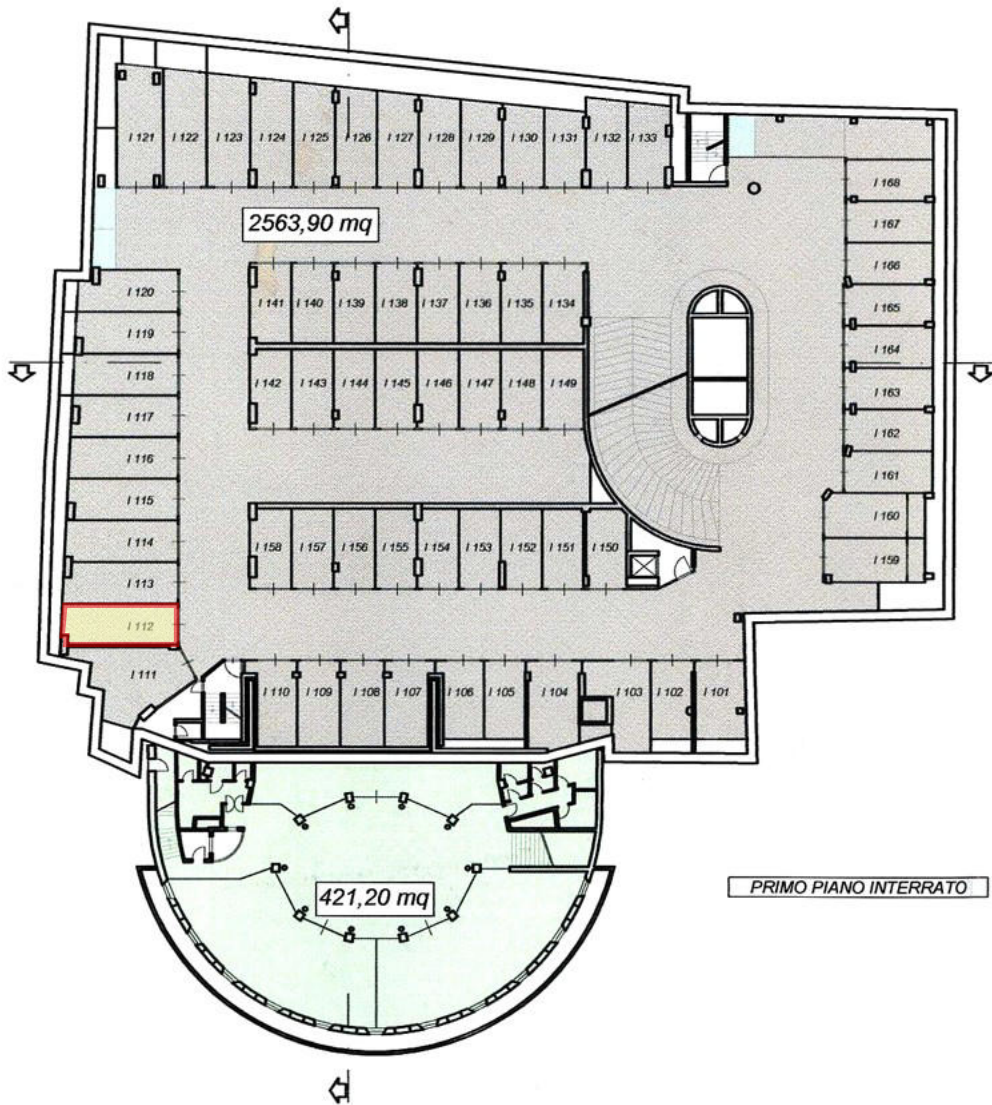 I 121 I 122 I 123 I 124 I 125 I 126 I 127 I 128 I 129 I 130 I 131 I 132 I 133
I 168
I 167
I 166
I 165
I 164
I 163
I 162
I 161
I 160
I 159
2563,90 mq
I 120
I 119
I 118
I 117
I 116
I 115
I 114
I 113
I 112
I 111
I 141 I 140 I 139 I 138 I 137 I 136 I 135 I 134
I 142 I 143 I 144 I 145 I 146 I 147 I 148 I 149
I 158 I 157 I 156 I 155 I 154 I 153 I 152 I 151 I 150
I 110 I 109 I 108 I 107 I 106 I 105 I 104 I 103 I 102 I 101
421,20 mq
PRIMO PIANO INTERRATO